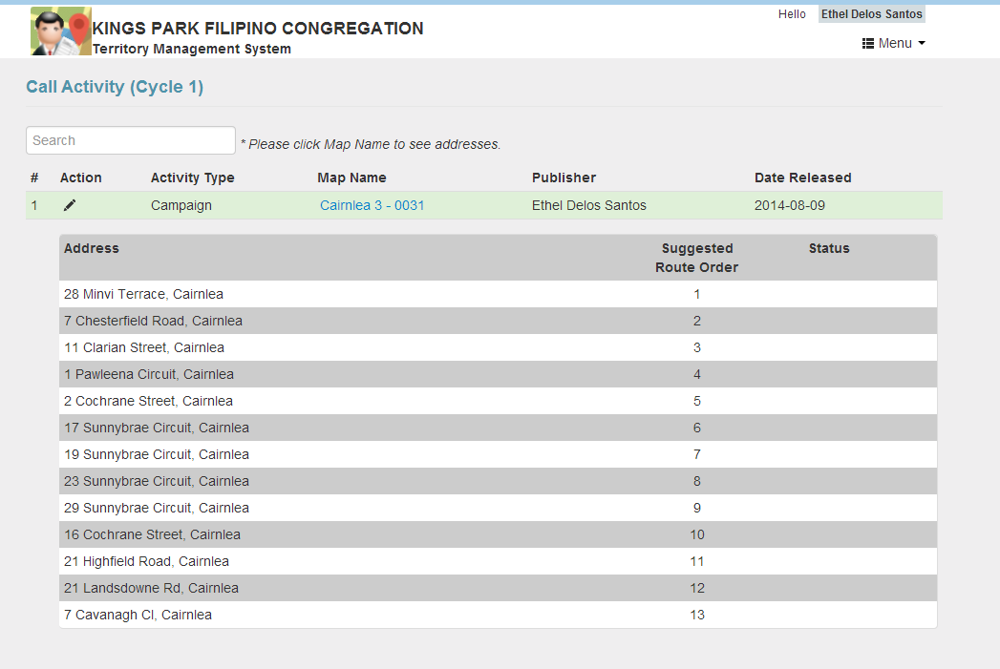 Hello Ethel Delos Santos
KINGS PARK FILIPINO CONGREGATION
Territory Management System
Menu
Call Activity (Cycle 1)
Search
* Please click Map Name to see addresses.
# Action Activity Type Map Name Publisher Date Released
1 Campaign Cairnlea 3 - 0031 Ethel Delos Santos 2014-08-09
Address Suggested Status
Route Order
28 Minvi Terrace, Cairnlea 1
7 Chesterfield Road, Cairnlea 2
11 Clarian Street, Cairnlea 3
1 Pawleena Circuit, Cairnlea 4
2 Cochrane Street, Cairnlea 5
17 Sunnybrae Circuit, Cairnlea 6
19 Sunnybrae Circuit, Cairnlea 7
23 Sunnybrae Circuit, Cairnlea 8
29 Sunnybrae Circuit, Cairnlea 9
16 Cochrane Street, Cairnlea 10
21 Highfield Road, Cairnlea 11
21 Landsdowne Rd, Cairnlea 12
7 Cavanagh Cl, Cairnlea 13